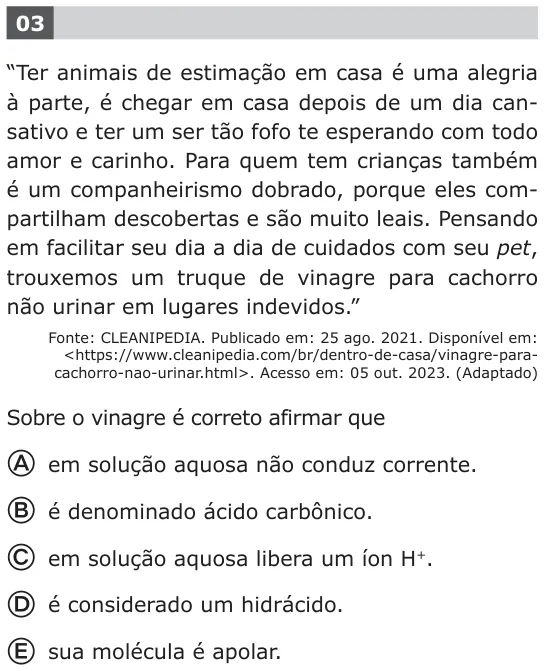 03
“Ter animais de estimação em casa é uma alegria
à parte, é chegar em casa depois de um dia can-
sativo e ter um ser tão fofo te esperando com todo
amor e carinho. Para quem tem crianças também
é um companheirismo dobrado, porque eles com-
partilham descobertas e são muito leais. Pensando
em facilitar seu dia a dia de cuidados com seu pet,
trouxemos um truque de vinagre para cachorro
não urinar em lugares indevidos.”
Fonte: CLEANIPEDIA. Publicado em: 25 ago. 2021. Disponível em:
<https://www.cleanipedia.com/br/dentro-de-casa/vinagre-para-
cachorro-nao-urinar.html>. Acesso em: 05 out. 2023. (Adaptado)
Sobre o vinagre é correto afirmar que
A em solução aquosa não conduz corrente.
B é denominado ácido carbônico.
C em solução aquosa libera um íon H⁺.
D é considerado um hidrácido.
E sua molécula é apolar.